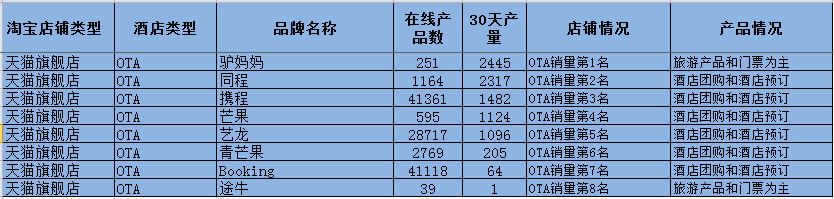 淘宝店铺类型 酒店类型 品牌名称 在线产品数 30天产量 店铺情况 产品情况
天猫旗舰店 OTA 驴妈妈 251 2445 OTA销量第1名 旅游产品和门票为主
天猫旗舰店 OTA 同程 1164 2317 OTA销量第2名 酒店团购和酒店预订
天猫旗舰店 OTA 携程 41361 1482 OTA销量第3名 酒店团购和酒店预订
天猫旗舰店 OTA 芒果 595 1124 OTA销量第4名 酒店团购和酒店预订
天猫旗舰店 OTA 艺龙 28717 1096 OTA销量第5名 酒店团购和酒店预订
天猫旗舰店 OTA 青芒果 2769 205 OTA销量第6名 酒店团购和酒店预订
天猫旗舰店 OTA Booking 41118 64 OTA销量第7名 酒店团购和酒店预订
天猫旗舰店 OTA 途牛 39 1 OTA销量第8名 旅游产品和门票为主